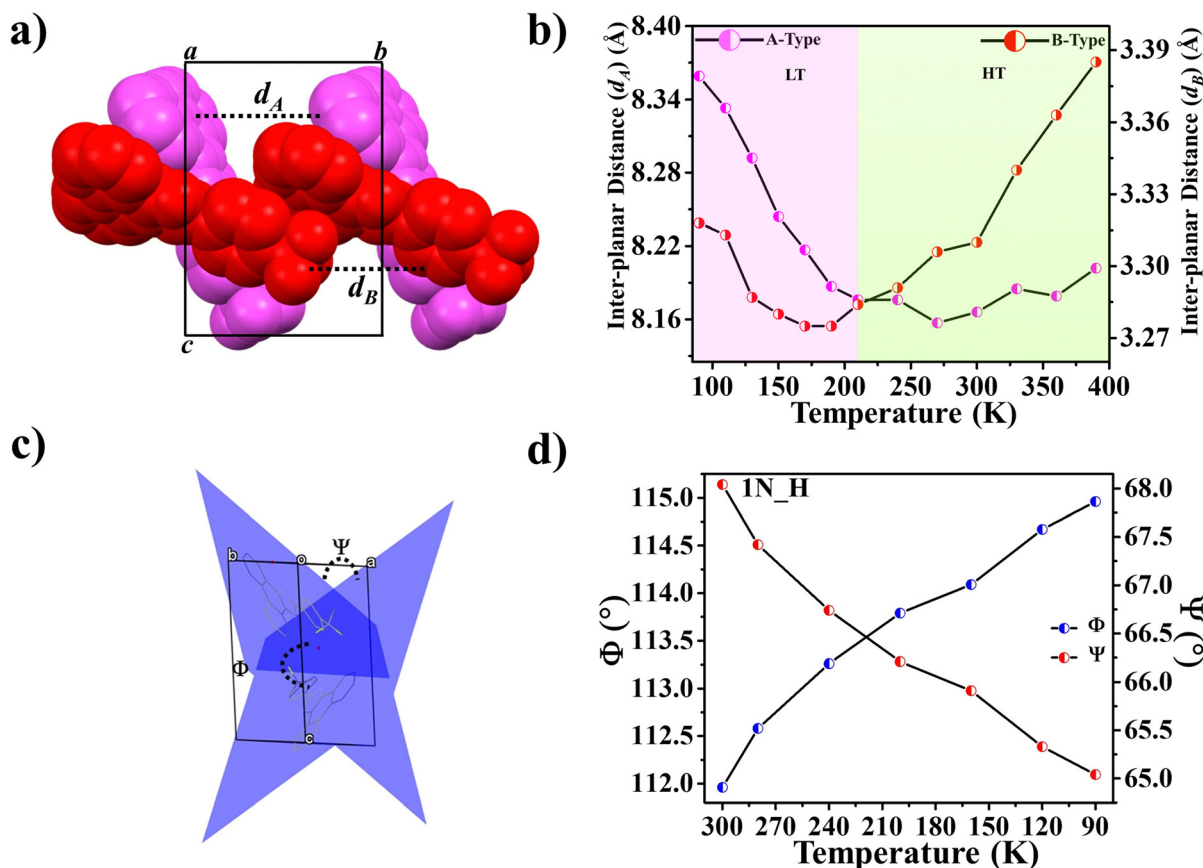 a)
a
b
d_A
d_B
c
b)
A-Type
B-Type
LT
HT
8.40
8.34
8.28
8.22
8.16
Inter-planar Distance (d_A) (Å)
3.39
3.36
3.33
3.30
3.27
Inter-planar Distance (d_B) (Å)
100 150 200 250 300 350 400
Temperature (K)
c)
Ψ
b o a
Φ
c
d)
1N_H
115.0
114.5
114.0
113.5
113.0
112.5
112.0
Φ (°)
Φ
Ψ
68.0
67.5
67.0
66.5
66.0
65.5
65.0
Ψ (°)
300 270 240 210 180 150 120 90
Temperature (K)